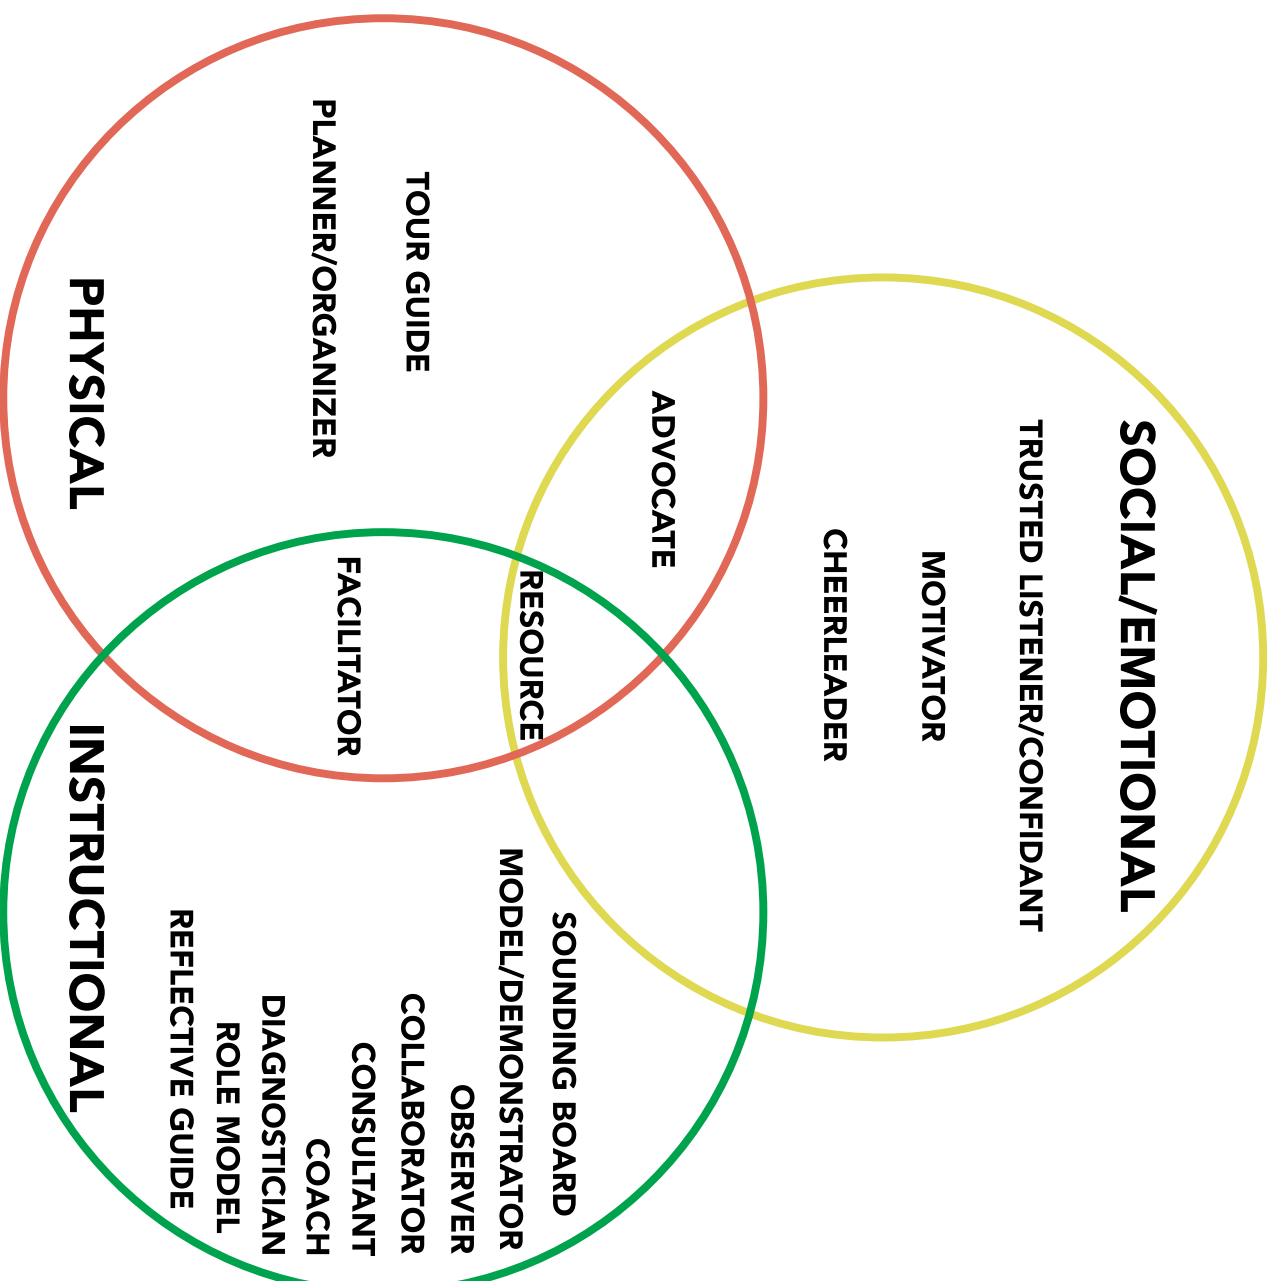 SOCIAL/EMOTIONAL
TRUSTED LISTENER/CONFIDANT
MOTIVATOR
CHEERLEADER
ADVOCATE
RESOURCE
TOUR GUIDE
PLANNER/ORGANIZER
FACILITATOR
PHYSICAL
SOUNDING BOARD
MODEL/DEMONSTRATOR
OBSERVER
COLLABORATOR
CONSULTANT
COACH
DIAGNOSTICIAN
ROLE MODEL
REFLECTIVE GUIDE
INSTRUCTIONAL